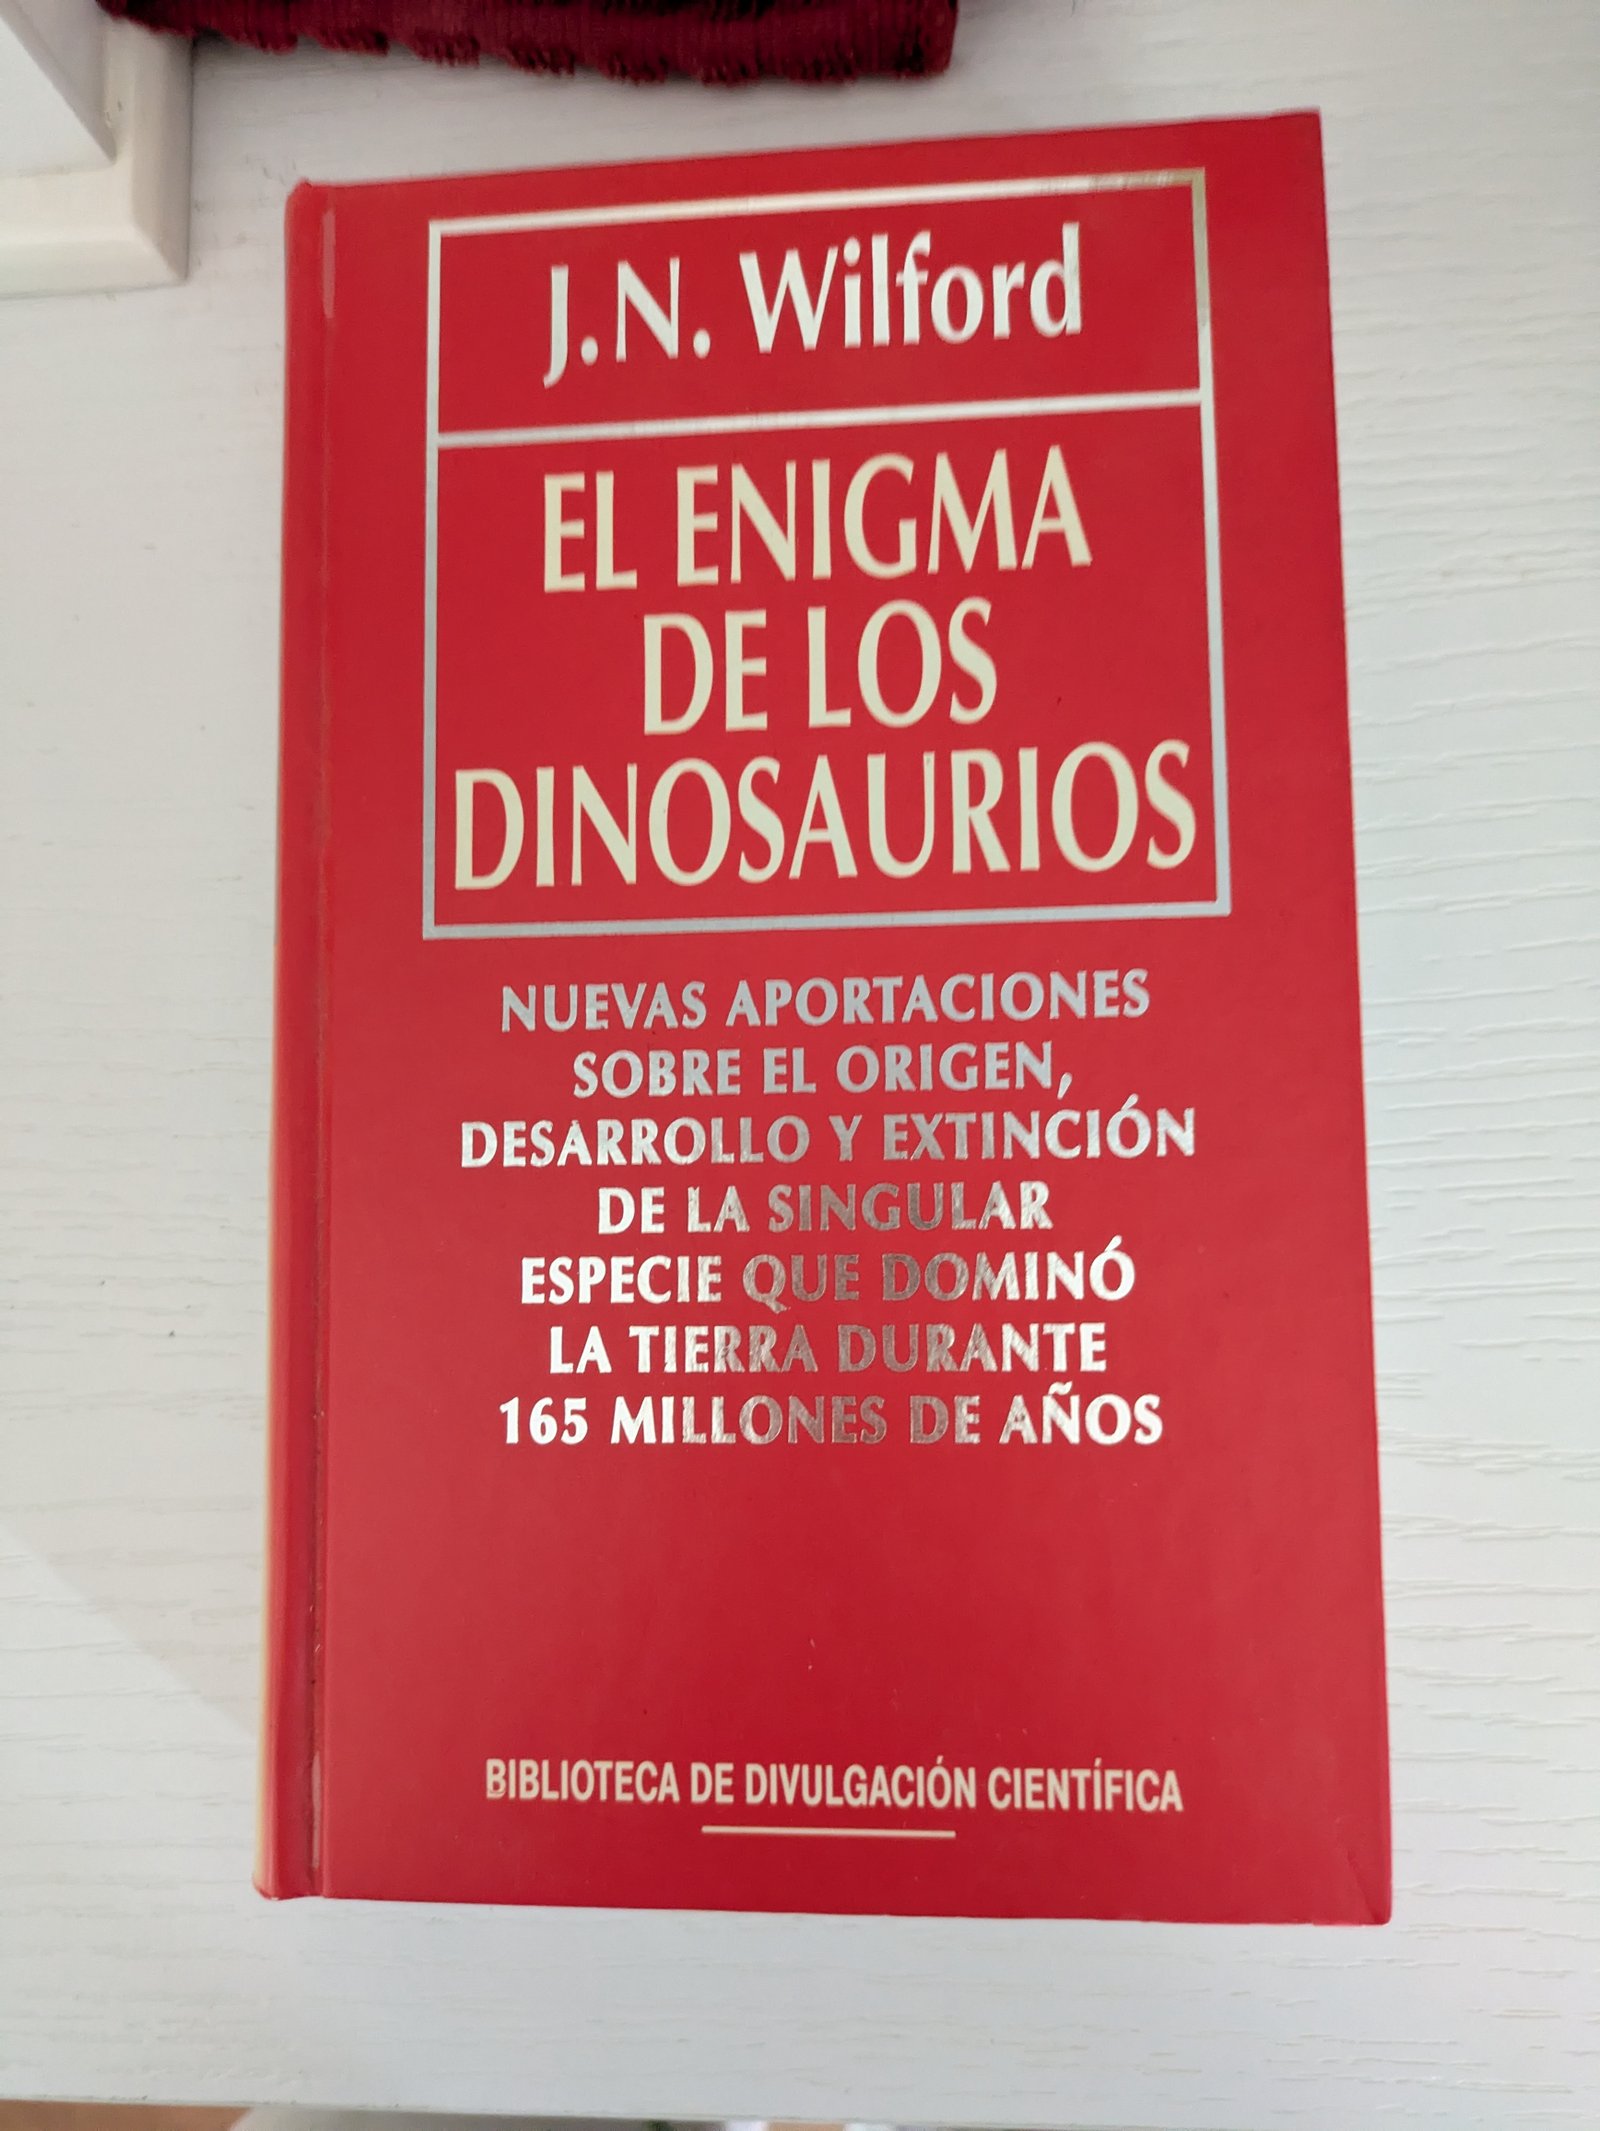 J.N. Wilford
EL ENIGMA
DE LOS
DINOSAURIOS
NUEVAS APORTACIONES
SOBRE EL ORIGEN,
DESARROLLO Y EXTINCIÓN
DE LA SINGULAR
ESPECIE QUE DOMINÓ
LA TIERRA DURANTE
165 MILLONES DE AÑOS
BIBLIOTECA DE DIVULGACIÓN CIENTÍFICA